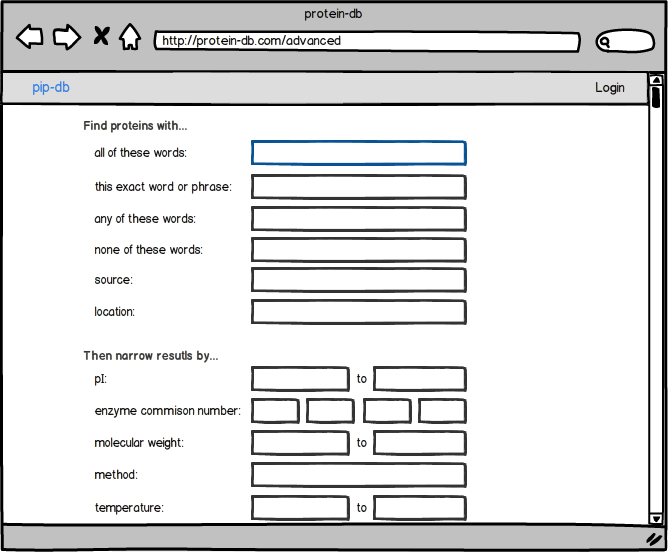 protein-db
http://protein-db.com/advanced
pip-db Login
Find proteins with...
all of these words:
this exact word or phrase:
any of these words:
none of these words:
source:
location:
Then narrow resutls by...
pI: to
enzyme commison number:
molecular weight: to
method:
temperature: to